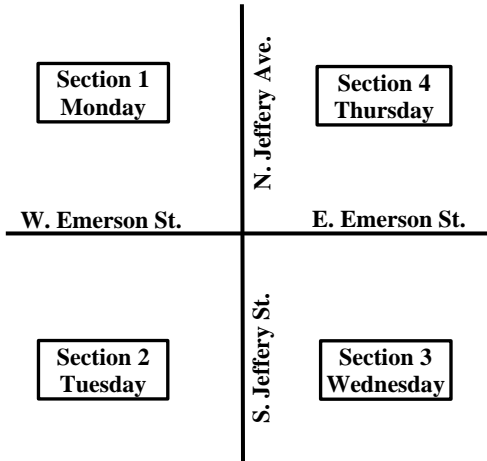 Section 1
Monday
N. Jeffery Ave.
Section 4
Thursday
W. Emerson St.
E. Emerson St.
Section 2
Tuesday
S. Jeffery St.
Section 3
Wednesday